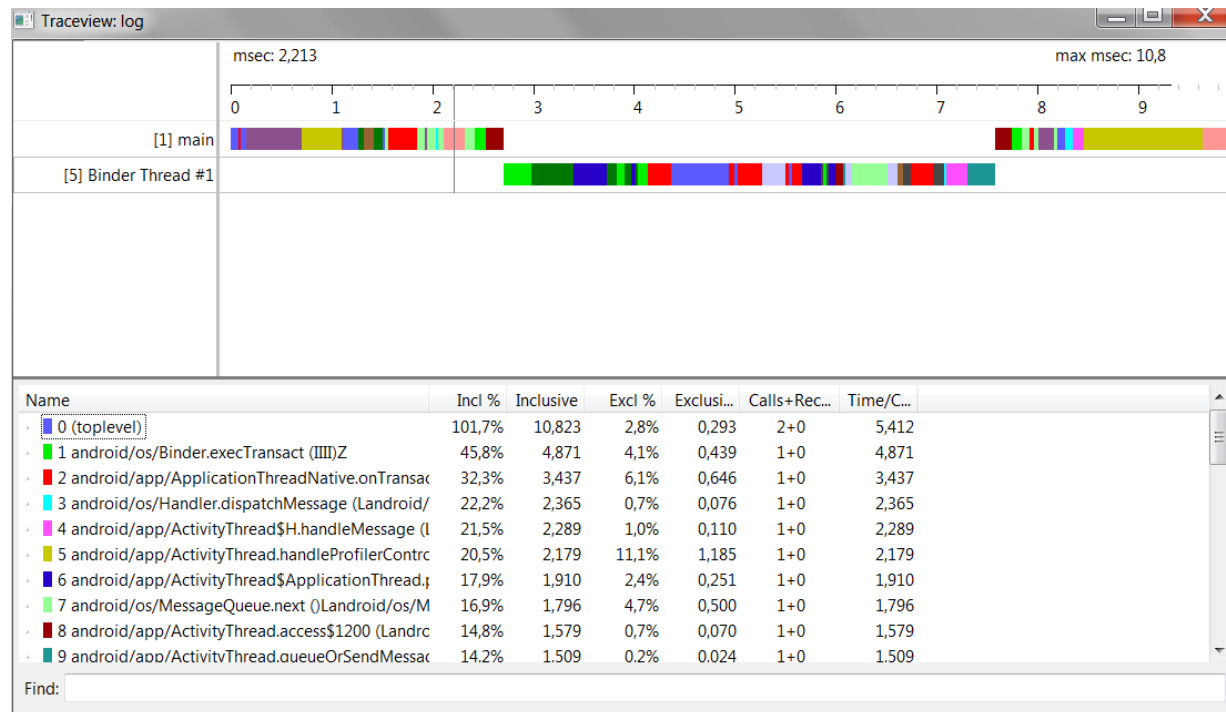 Traceview: log
msec: 2,213 max msec: 10,8
0 1 2 3 4 5 6 7 8 9
[1] main
[5] Binder Thread #1
Name Incl % Inclusive Excl % Exclusi... Calls+Rec... Time/C...
0 (toplevel) 101,7% 10,823 2,8% 0,293 2+0 5,412
1 android/os/Binder.execTransact (IIII)Z 45,8% 4,871 4,1% 0,439 1+0 4,871
2 android/app/ApplicationThreadNative.onTransac 32,3% 3,437 6,1% 0,646 1+0 3,437
3 android/os/Handler.dispatchMessage (Landroid/ 22,2% 2,365 0,7% 0,076 1+0 2,365
4 android/app/ActivityThread$H.handleMessage (L 21,5% 2,289 1,0% 0,110 1+0 2,289
5 android/app/ActivityThread.handleProfilerContro 20,5% 2,179 11,1% 1,185 1+0 2,179
6 android/app/ActivityThread$ApplicationThread.p 17,9% 1,910 2,4% 0,251 1+0 1,910
7 android/os/MessageQueue.next ()Landroid/os/M 16,9% 1,796 4,7% 0,500 1+0 1,796
8 android/app/ActivityThread.access$1200 (Landro 14,8% 1,579 0,7% 0,070 1+0 1,579
9 android/app/ActivityThread.queueOrSendMessac 14,2% 1,509 0,2% 0,024 1+0 1,509
Find: